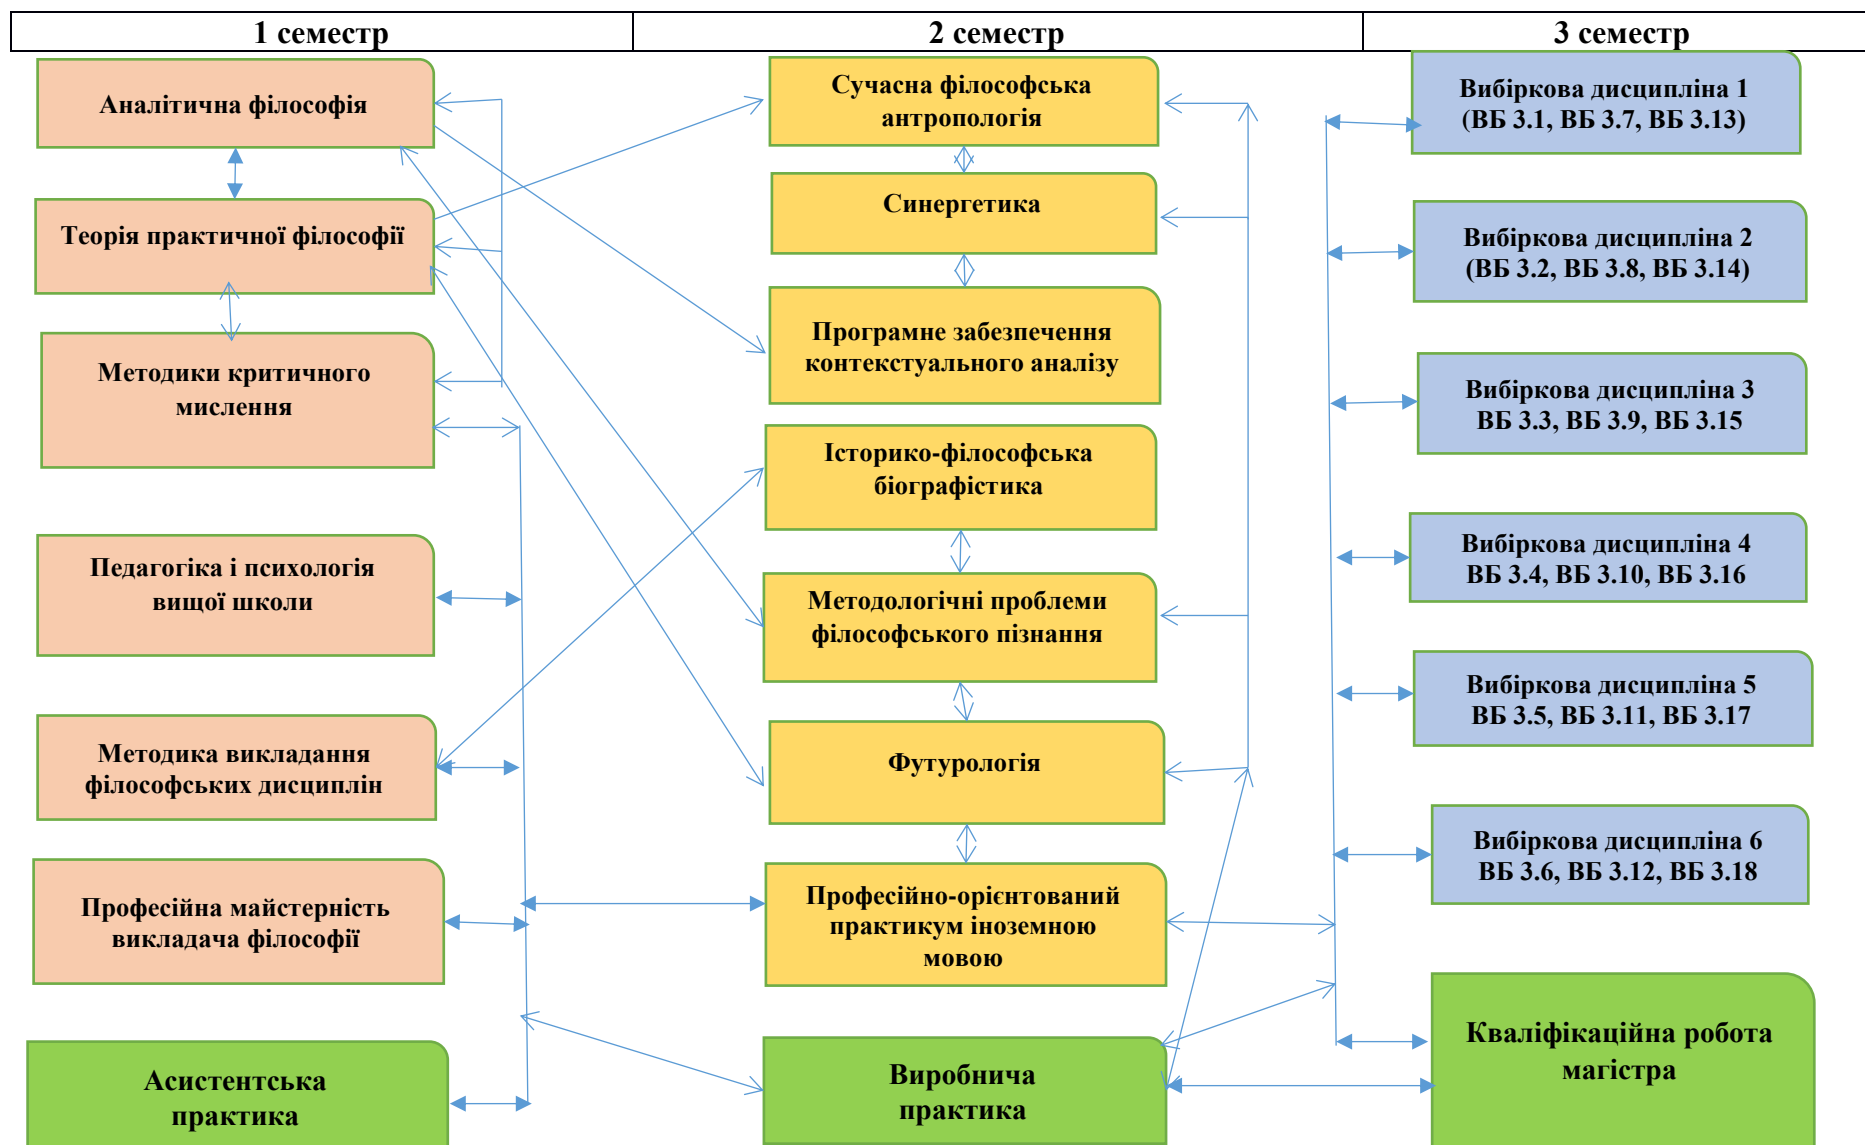 1 семестр
2 семестр
3 семестр
Аналітична філософія
Теорія практичної філософії
Методики критичного
мислення
Педагогіка і психологія
вищої школи
Методика викладання
філософських дисциплін
Професійна майстерність
викладача філософії
Асистентська
практика
Сучасна філософська
антропологія
Синергетика
Програмне забезпечення
контекстуального аналізу
Історико-філософська
біографістика
Методологічні проблеми
філософського пізнання
Футурологія
Професійно-орієнтований
практикум іноземною
мовою
Виробнича
практика
Вибіркова дисципліна 1
(ВБ 3.1, ВБ 3.7, ВБ 3.13)
Вибіркова дисципліна 2
(ВБ 3.2, ВБ 3.8, ВБ 3.14)
Вибіркова дисципліна 3
ВБ 3.3, ВБ 3.9, ВБ 3.15
Вибіркова дисципліна 4
ВБ 3.4, ВБ 3.10, ВБ 3.16
Вибіркова дисципліна 5
ВБ 3.5, ВБ 3.11, ВБ 3.17
Вибіркова дисципліна 6
ВБ 3.6, ВБ 3.12, ВБ 3.18
Кваліфікаційна робота
магістра